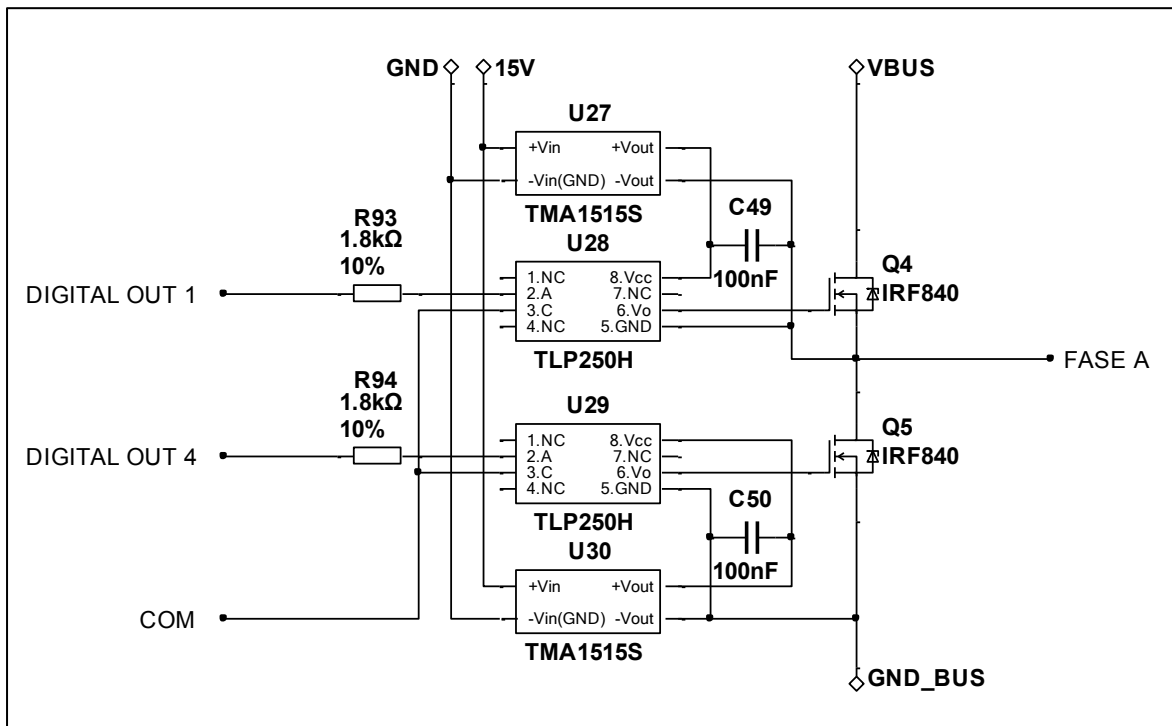 GND 15V VBUS
U27
+Vin +Vout
-Vin(GND) -Vout
TMA1515S
C49
100nF
R93
1.8kΩ
10%
U28
DIGITAL OUT 1
1.NC 8.Vcc
2.A 7.NC
3.C 6.Vo
4.NC 5.GND
TLP250H
Q4
IRF840
FASE A
R94
1.8kΩ
10%
U29
DIGITAL OUT 4
1.NC 8.Vcc
2.A 7.NC
3.C 6.Vo
4.NC 5.GND
TLP250H
Q5
IRF840
C50
100nF
U30
+Vin +Vout
-Vin(GND) -Vout
TMA1515S
COM
GND_BUS